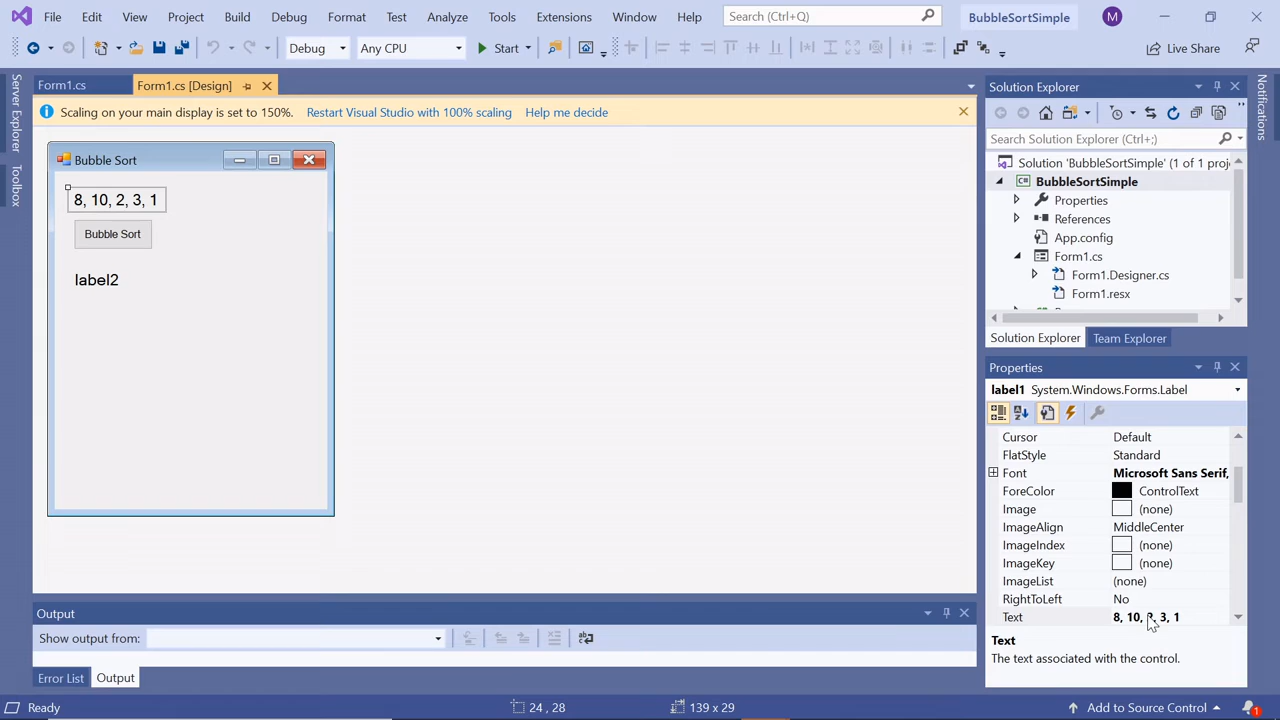 File Edit View Project Build Debug Format Test Analyze Tools Extensions Window Help Search (Ctrl+Q) BubbleSortSimple M
Debug Any CPU Start Live Share
Server Explorer
Toolbox
Form1.cs Form1.cs [Design]
Scaling on your main display is set to 150%. Restart Visual Studio with 100% scaling Help me decide
Bubble Sort
8, 10, 2, 3, 1
Bubble Sort
label2
Output
Show output from:
Error List Output
Solution Explorer
Search Solution Explorer (Ctrl+;)
Solution 'BubbleSortSimple' (1 of 1 proje
C# BubbleSortSimple
Properties
References
App.config
Form1.cs
Form1.Designer.cs
Form1.resx
Solution Explorer Team Explorer
Properties
label1 System.Windows.Forms.Label
Cursor Default
FlatStyle Standard
Font Microsoft Sans Serif,
ForeColor ControlText
Image (none)
ImageAlign MiddleCenter
ImageIndex (none)
ImageKey (none)
ImageList (none)
RightToLeft No
Text 8, 10, 2, 3, 1
Text
The text associated with the control.
Notifications
Ready 24 , 28 139 x 29 Add to Source Control 1